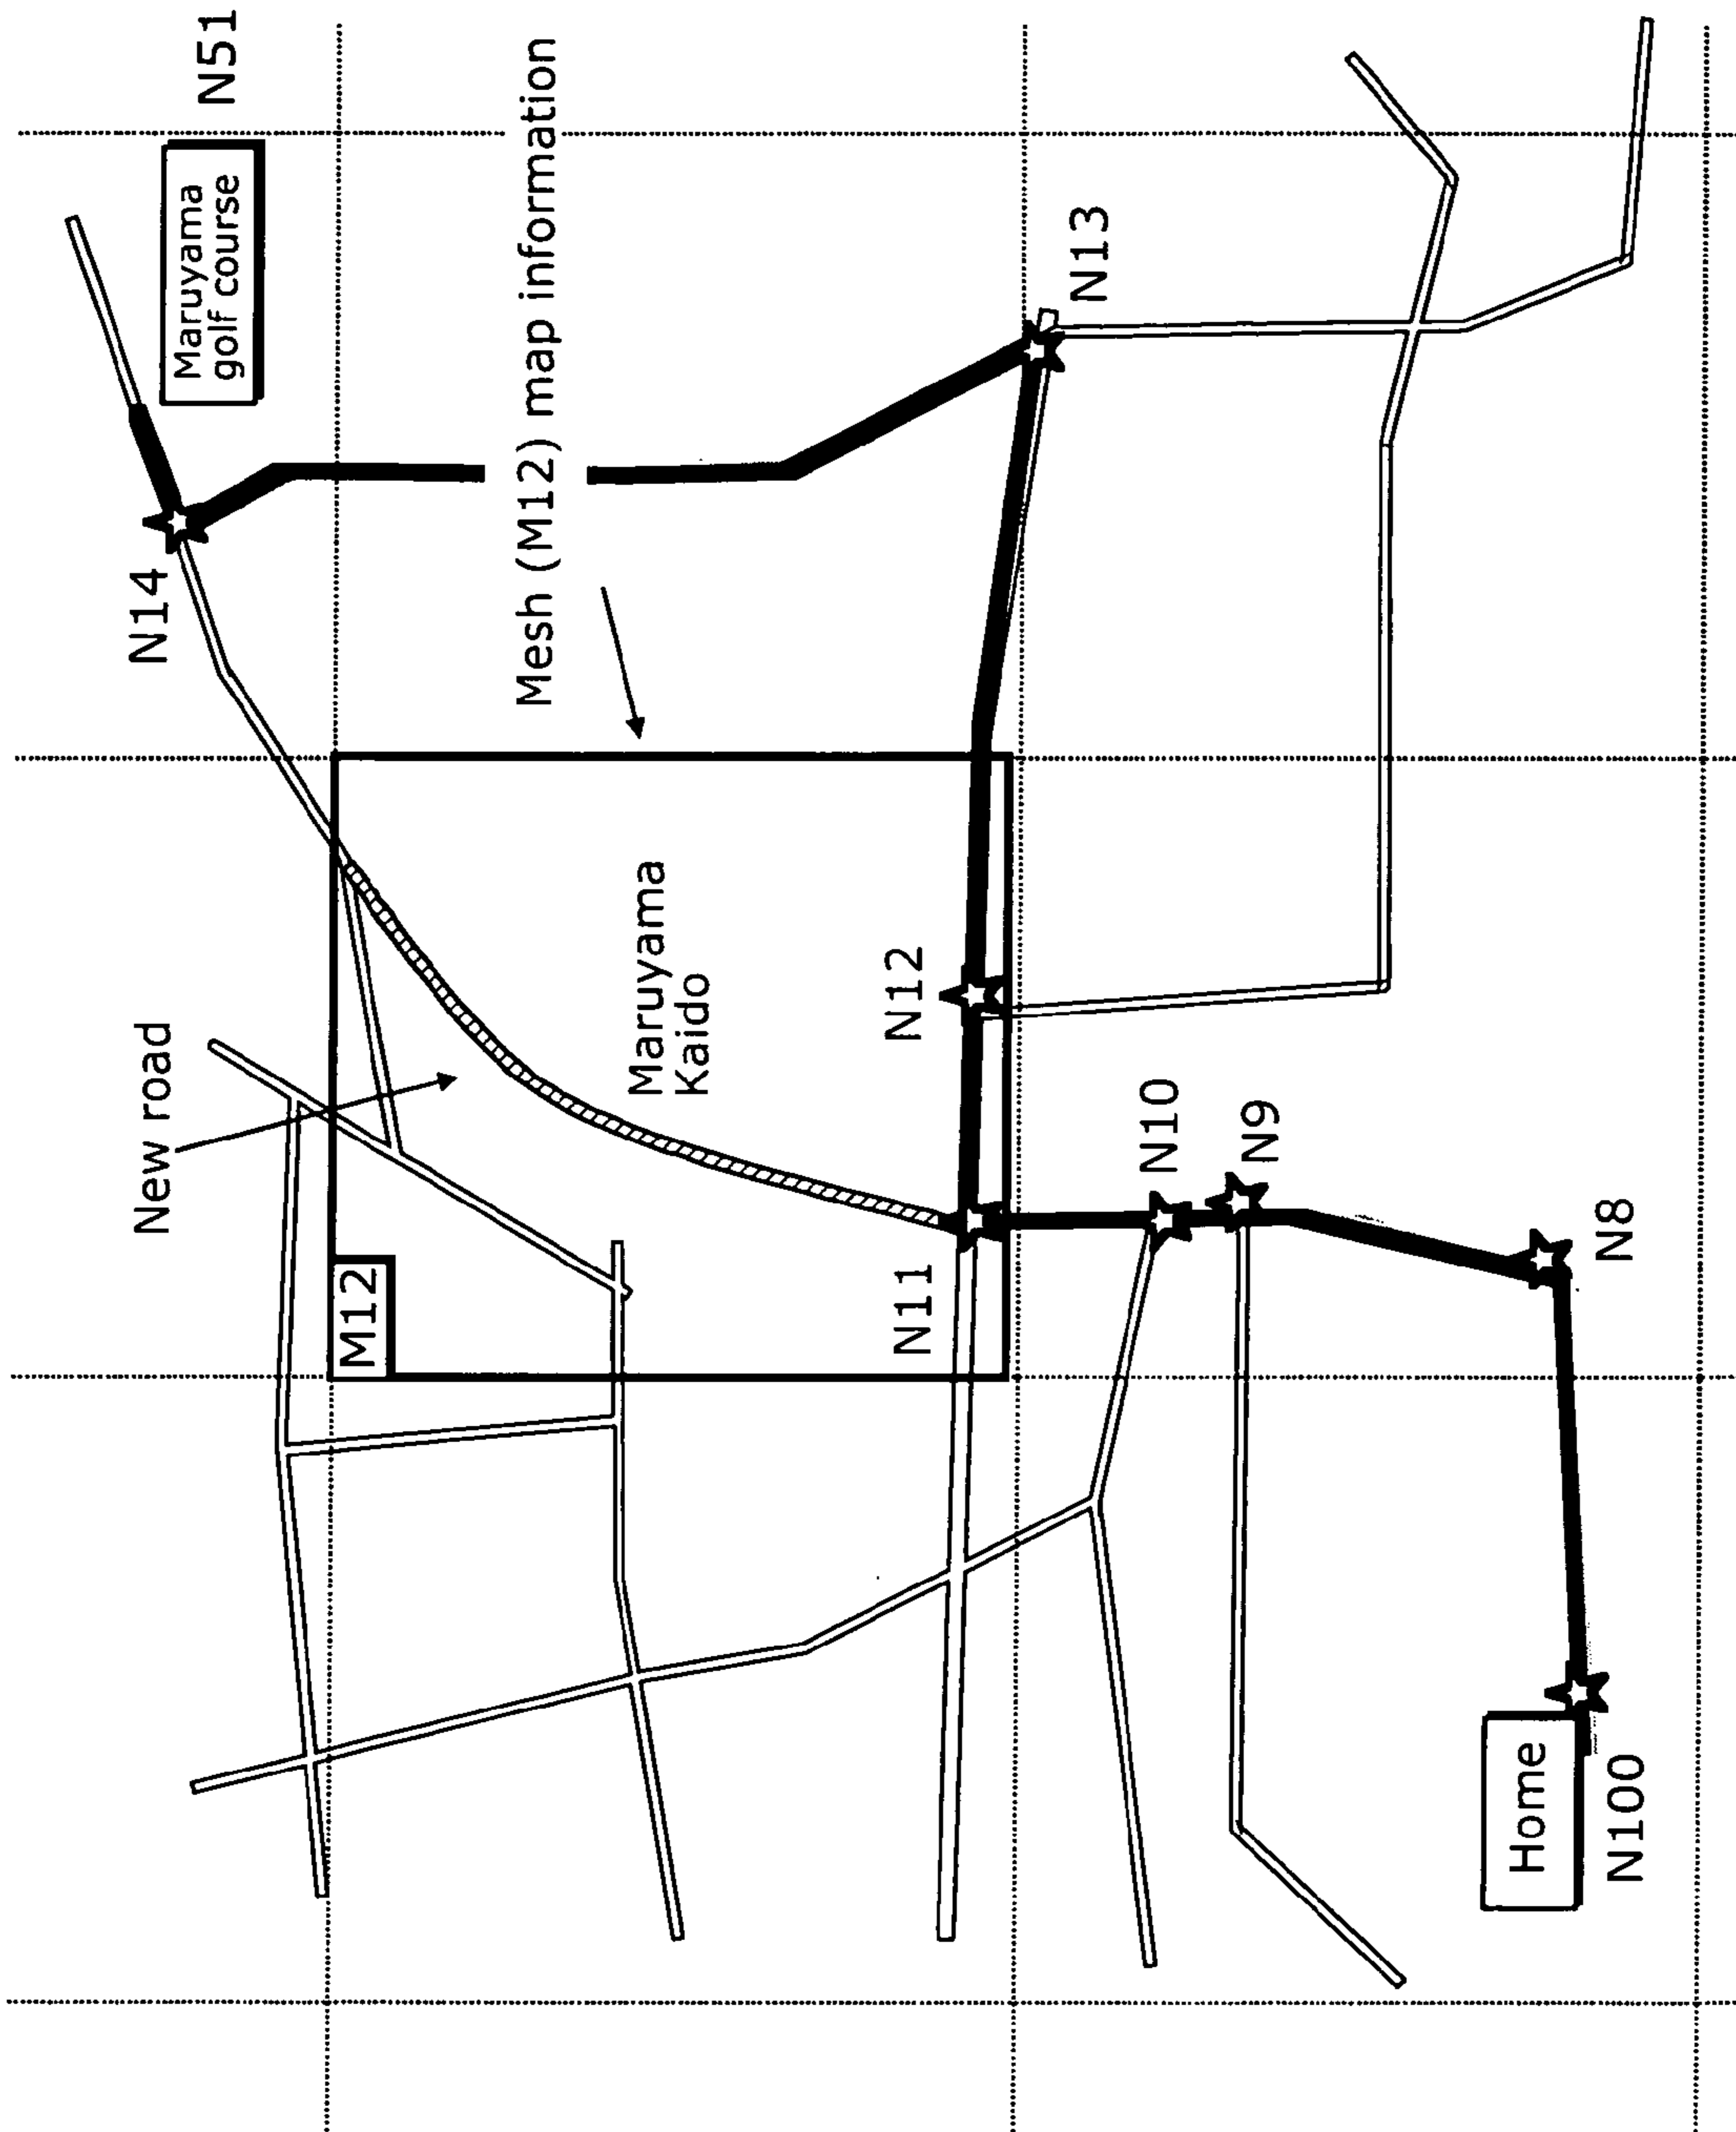 N51
Maruyama
golf course
N14
New road
Mesh (M12) map information
M12
Maruyama
Kaido
N11
N12
N13
N10
N9
N8
Home
N100